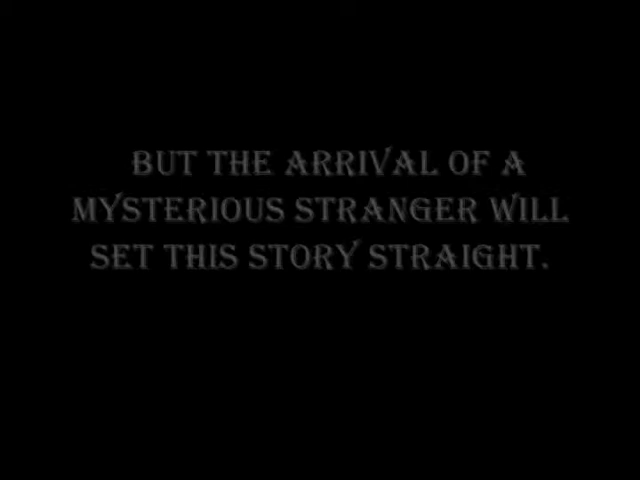 BUT THE ARRIVAL OF A
MYSTERIOUS STRANGER WILL
SET THIS STORY STRAIGHT.